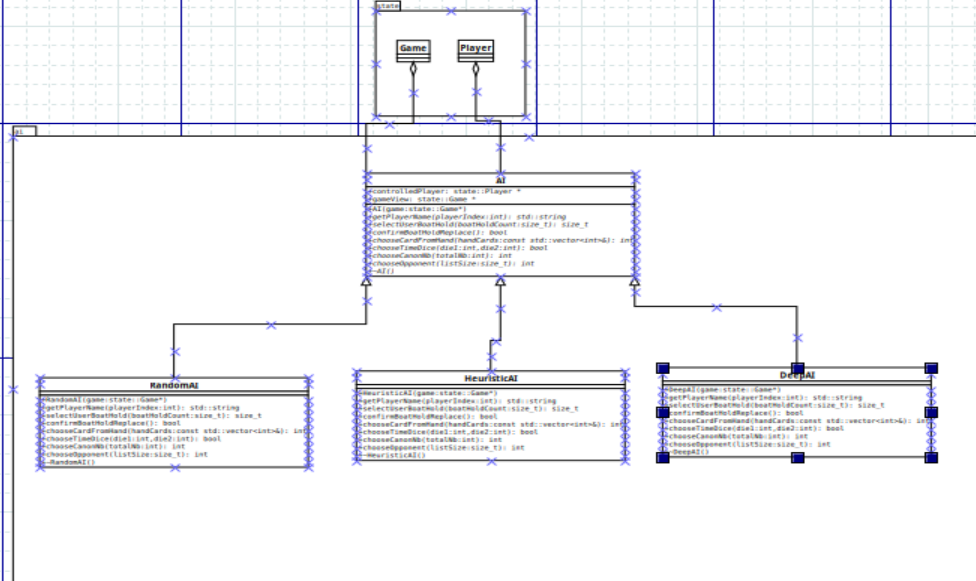 state
Game
Player
AI
controlledPlayer: state::Player *
gameView: state::Game *
AI(game:state::Game*)
getPlayerName(playerIndex:int): std::string
selectUserBoatHold(boatHoldCount:size_t): size_t
confirmBoatHoldReplace(): bool
chooseCardFromHand(handCards:const std::vector<int>&): int
chooseTimeDice(die1:int,die2:int): bool
chooseCanonNb(totalNb:int): int
chooseOpponent(listSize:size_t): int
~AI()
RandomAI
RandomAI(game:state::Game*)
getPlayerName(playerIndex:int): std::string
selectUserBoatHold(boatHoldCount:size_t): size_t
confirmBoatHoldReplace(): bool
chooseCardFromHand(handCards:const std::vector<int>&): int
chooseTimeDice(die1:int,die2:int): bool
chooseCanonNb(totalNb:int): int
chooseOpponent(listSize:size_t): int
~RandomAI()
HeuristicAI
HeuristicAI(game:state::Game*)
getPlayerName(playerIndex:int): std::string
selectUserBoatHold(boatHoldCount:size_t): size_t
confirmBoatHoldReplace(): bool
chooseCardFromHand(handCards:const std::vector<int>&): int
chooseTimeDice(die1:int,die2:int): bool
chooseCanonNb(totalNb:int): int
chooseOpponent(listSize:size_t): int
~HeuristicAI()
DeepAI
DeepAI(game:state::Game*)
getPlayerName(playerIndex:int): std::string
selectUserBoatHold(boatHoldCount:size_t): size_t
confirmBoatHoldReplace(): bool
chooseCardFromHand(handCards:const std::vector<int>&): in
chooseTimeDice(die1:int,die2:int): bool
chooseCanonNb(totalNb:int): int
chooseOpponent(listSize:size_t): int
~DeepAI()